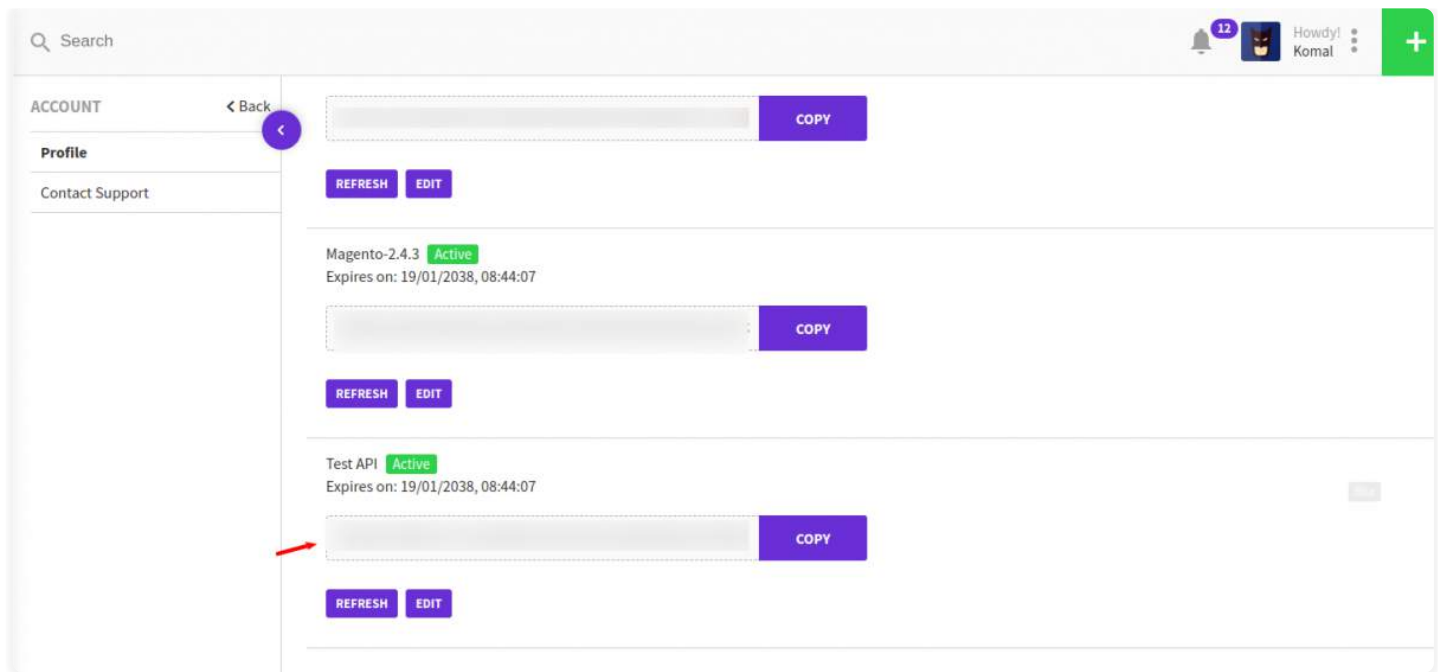 Search
12
Howdy!
Komal
+
ACCOUNT
Back
Profile
Contact Support
COPY
REFRESH EDIT
Magento-2.4.3 Active
Expires on: 19/01/2038, 08:44:07
COPY
REFRESH EDIT
Test API Active
Expires on: 19/01/2038, 08:44:07
COPY
REFRESH EDIT